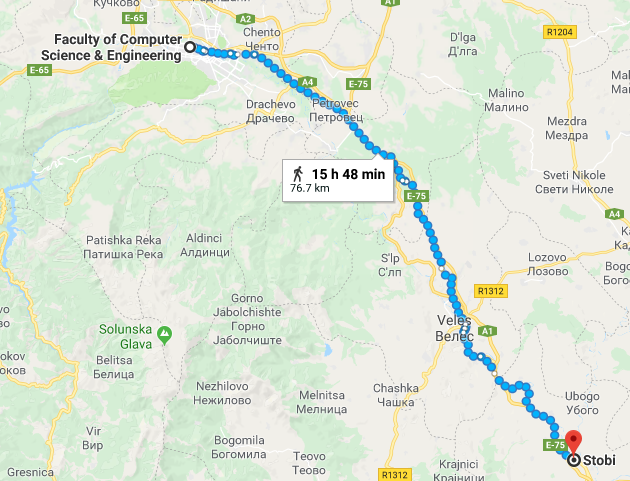 Кучково
Радишани
E-65
A2
A1
Chento
Ченто
Faculty of Computer
Science & Engineering
D'lga
Д'лга
R1204
E-65
A4
E-75
Malino
Малино
Drachevo
Драчево
Petrovec
Петровец
Mezdra
Мездра
15 h 48 min
76.7 km
Sveti Nikole
Свети Николе
E-75
A4
Patishka Reka
Патишка Река
Aldinci
Алдинци
S'lp
С'лп
Lozovo
Лозово
R1312
Gorno
Jabolchishte
Горно
Јаболчиште
Veles
Велес
A1
Solunska
Glava
Belitsa
Белица
Nezhilovo
Нежилово
Melnitsa
Мелница
Chashka
Чашка
Ubogo
Убого
Vir
Вир
Bogomila
Богомила
E-75
Stobi
Teovo
Теово
Krajnici
Крајници
Gresnica
R1312